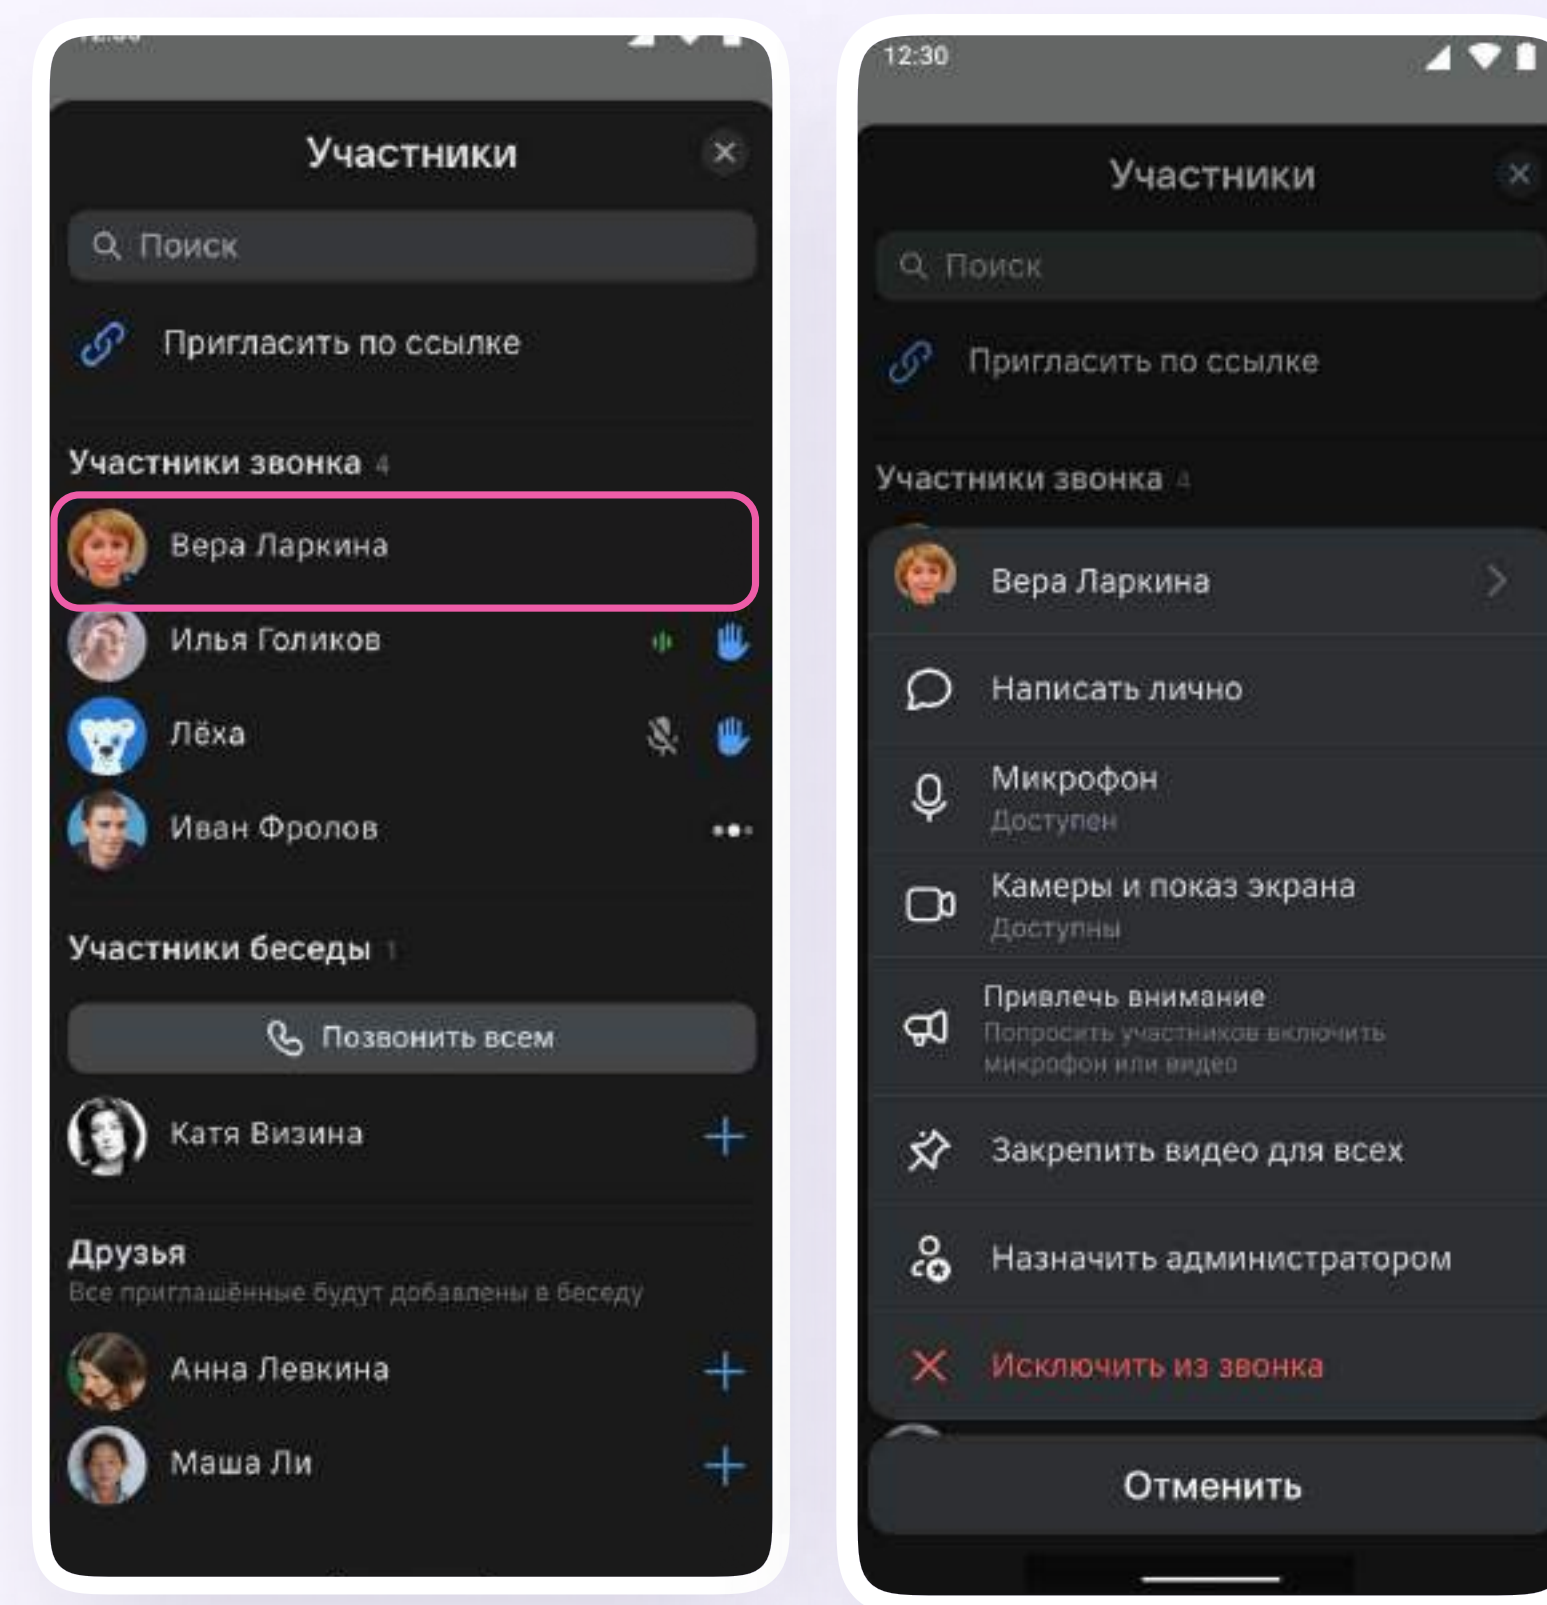 Участники
Поиск
Пригласить по ссылке
Участники звонка 4
Вера Ларкина
Илья Голиков
Лёха
Иван Фролов
Участники беседы 1
Позвонить всем
Катя Визина
Друзья
Все приглашённые будут добавлены в беседу
Анна Левкина
Маша Ли
12:30
Участники
Поиск
Пригласить по ссылке
Участники звонка 4
Вера Ларкина
Написать лично
Микрофон
Доступен
Камеры и показ экрана
Доступны
Привлечь внимание
Попросить участников включить
микрофон или видео
Закрепить видео для всех
Назначить администратором
Исключить из звонка
Отменить